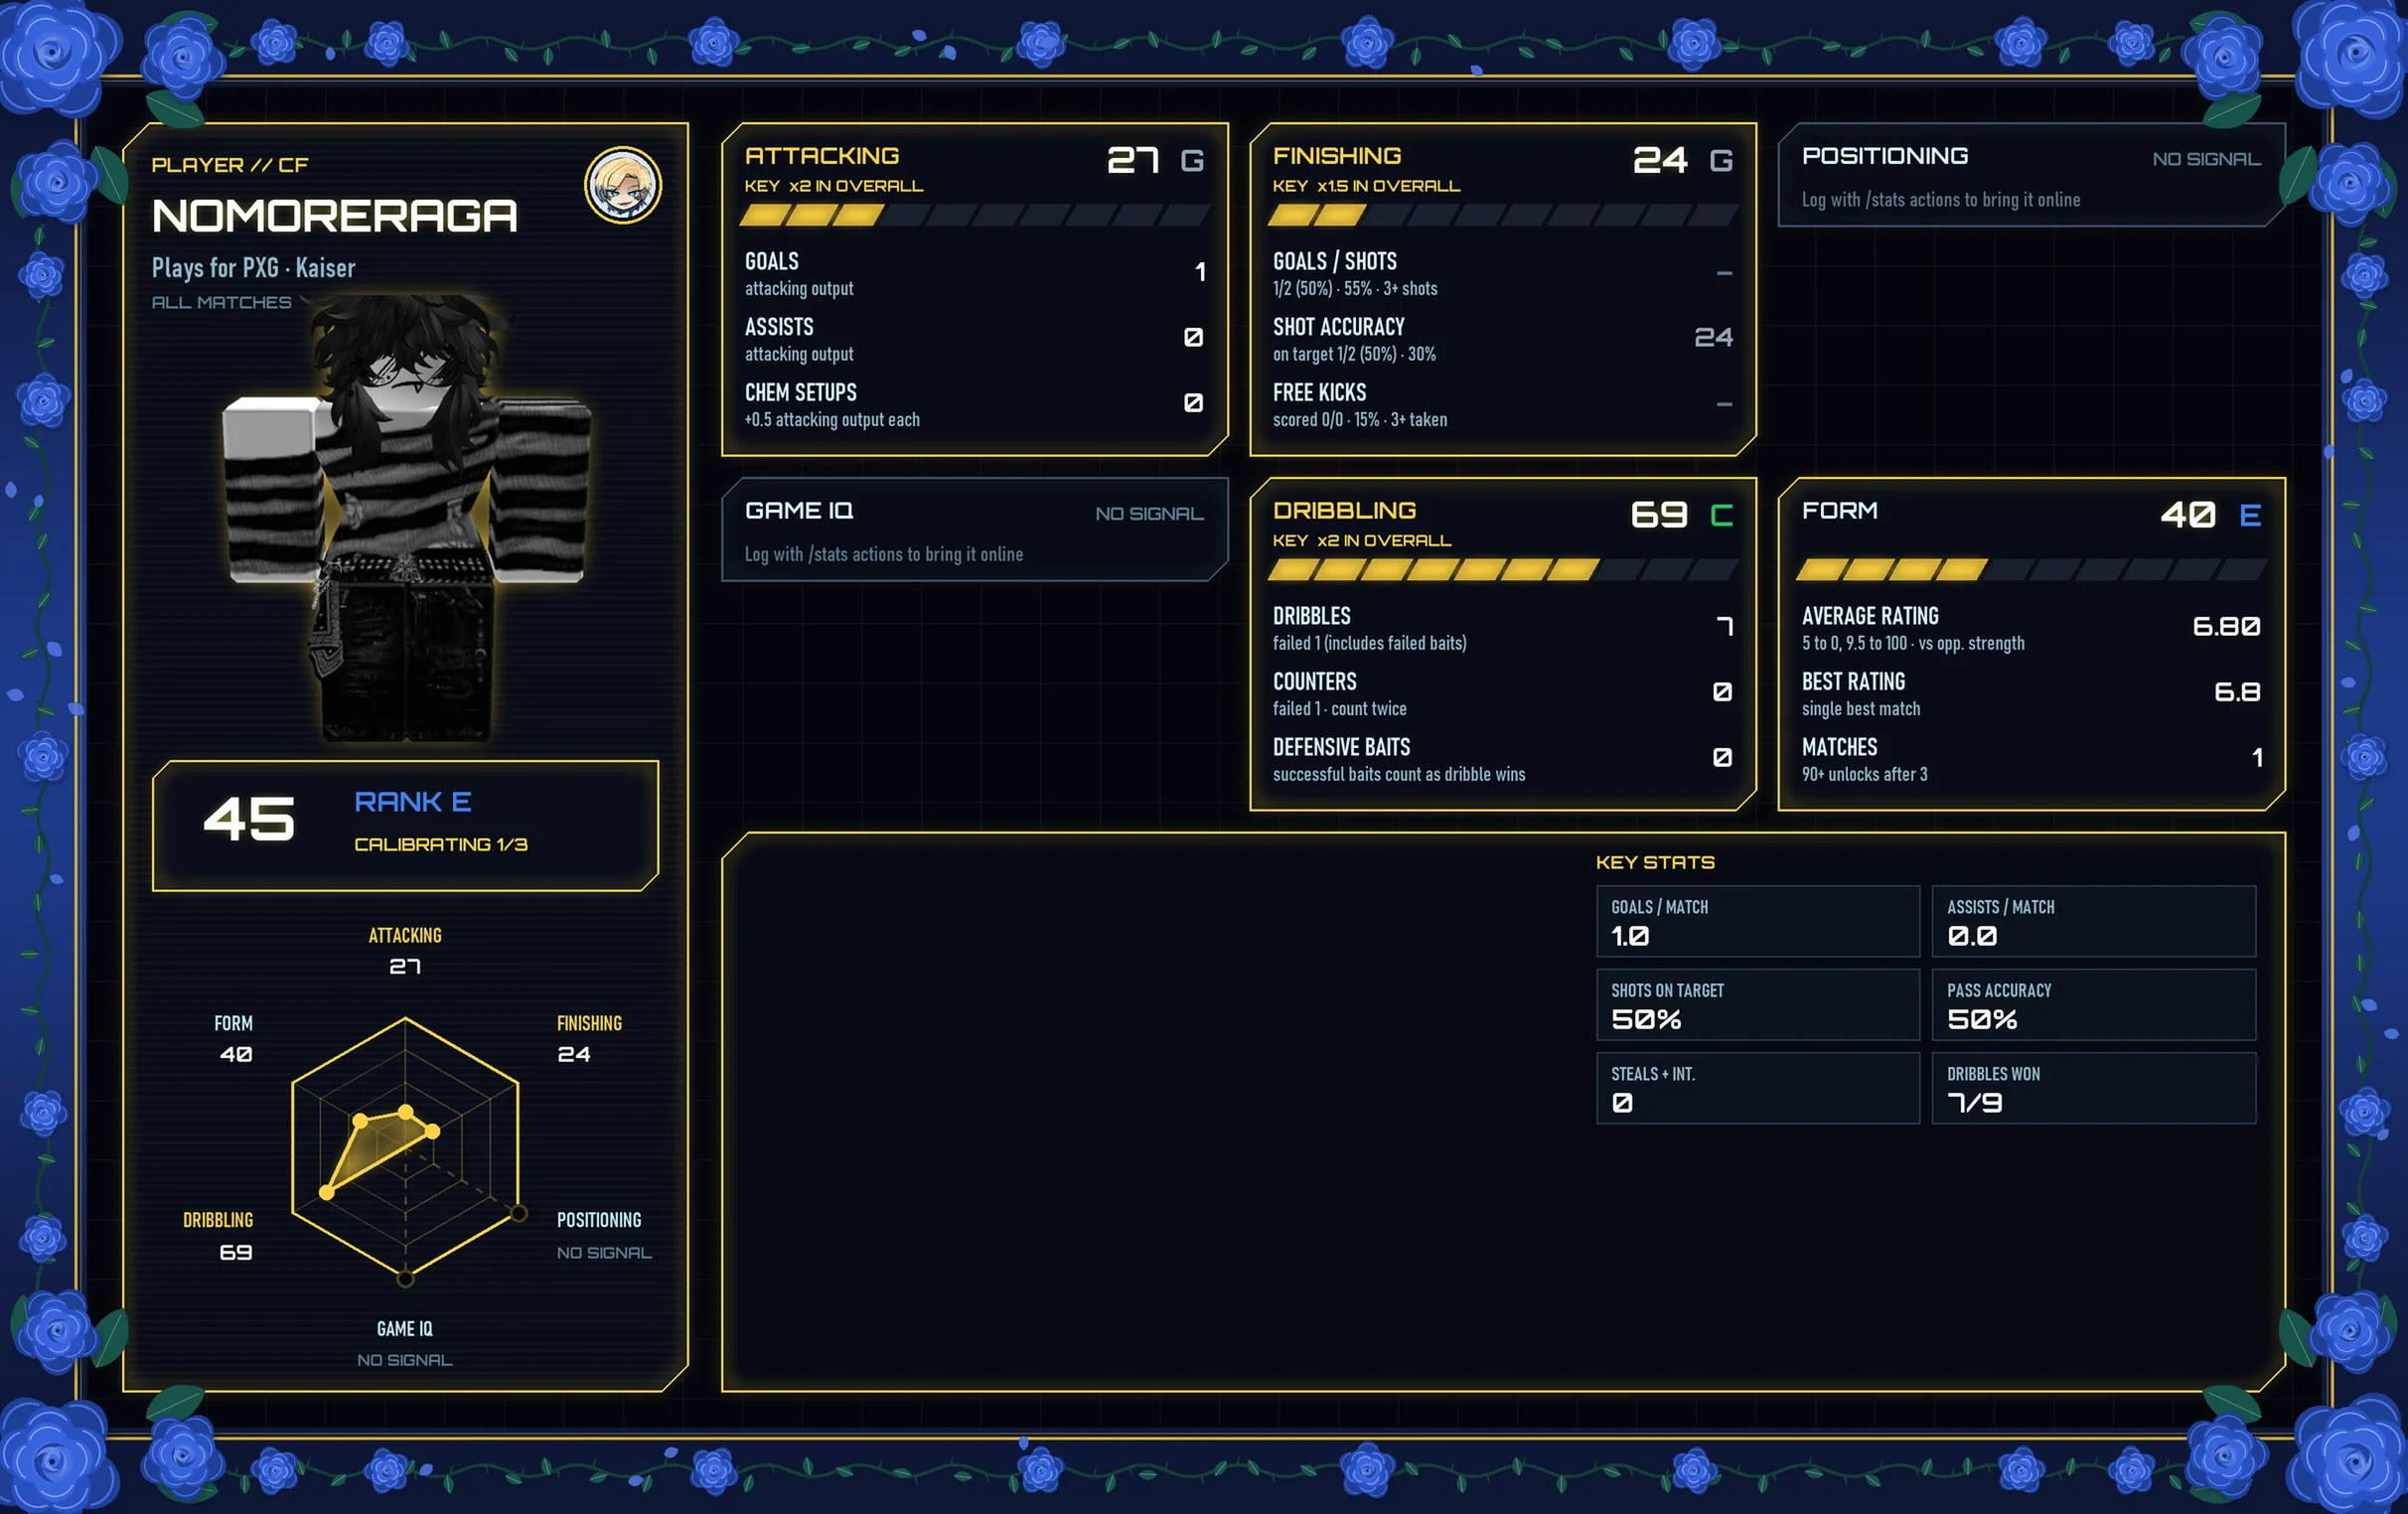 PLAYER // CF
NOMORERAGA
Plays for PXG · Kaiser
ALL MATCHES
45
RANK E
CALIBRATING 1/3
ATTACKING
27
FORM
40
FINISHING
24
DRIBBLING
69
POSITIONING
NO SIGNAL
GAME IQ
NO SIGNAL
ATTACKING 27 G
KEY x2 IN OVERALL
GOALS 1
attacking output
ASSISTS 0
attacking output
CHEM SETUPS 0
+0.5 attacking output each
FINISHING 24 G
KEY x1.5 IN OVERALL
GOALS / SHOTS –
1/2 (50%) · 55% · 3+ shots
SHOT ACCURACY 24
on target 1/2 (50%) · 30%
FREE KICKS –
scored 0/0 · 15% · 3+ taken
POSITIONING NO SIGNAL
Log with /stats actions to bring it online
GAME IQ NO SIGNAL
Log with /stats actions to bring it online
DRIBBLING 69 C
KEY x2 IN OVERALL
DRIBBLES 7
failed 1 (includes failed baits)
COUNTERS 0
failed 1 · count twice
DEFENSIVE BAITS 0
successful baits count as dribble wins
FORM 40 E
AVERAGE RATING 6.80
5 to 0, 9.5 to 100 · vs opp. strength
BEST RATING 6.8
single best match
MATCHES 1
90+ unlocks after 3
KEY STATS
GOALS / MATCH
1.0
ASSISTS / MATCH
0.0
SHOTS ON TARGET
50%
PASS ACCURACY
50%
STEALS + INT.
0
DRIBBLES WON
7/9